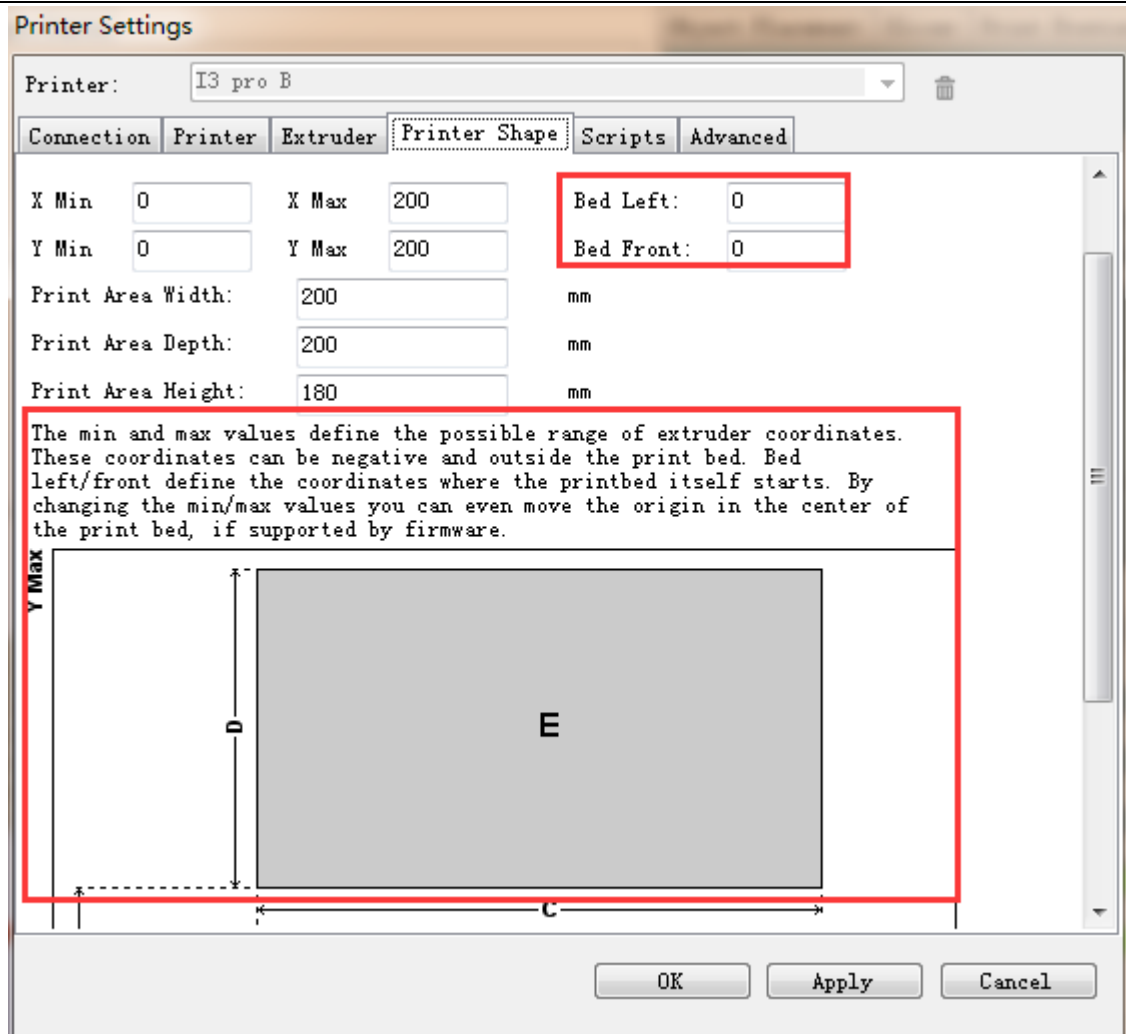 Printer Settings
Printer: I3 pro B
Connection Printer Extruder Printer Shape Scripts Advanced
X Min 0 X Max 200 Bed Left: 0
Y Min 0 Y Max 200 Bed Front: 0
Print Area Width: 200 mm
Print Area Depth: 200 mm
Print Area Height: 180 mm
The min and max values define the possible range of extruder coordinates.
These coordinates can be negative and outside the print bed. Bed
left/front define the coordinates where the printbed itself starts. By
changing the min/max values you can even move the origin in the center of
the print bed, if supported by firmware.
Y Max
D
E
C
OK Apply Cancel